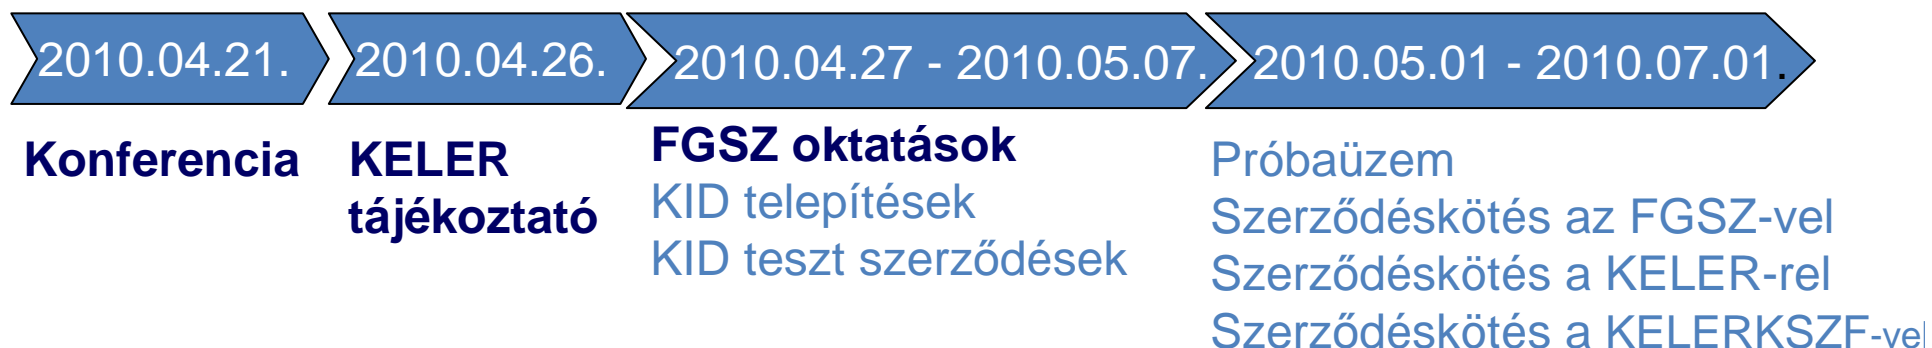 2010.04.21.
2010.04.26.
2010.04.27 - 2010.05.07.
2010.05.01 - 2010.07.01.
Konferencia
KELER
tájékoztató
FGSZ oktatások
KID telepítések
KID teszt szerződések
Próbaüzem
Szerződéskötés az FGSZ-vel
Szerződéskötés a KELER-rel
Szerződéskötés a KELERKSZF-vel